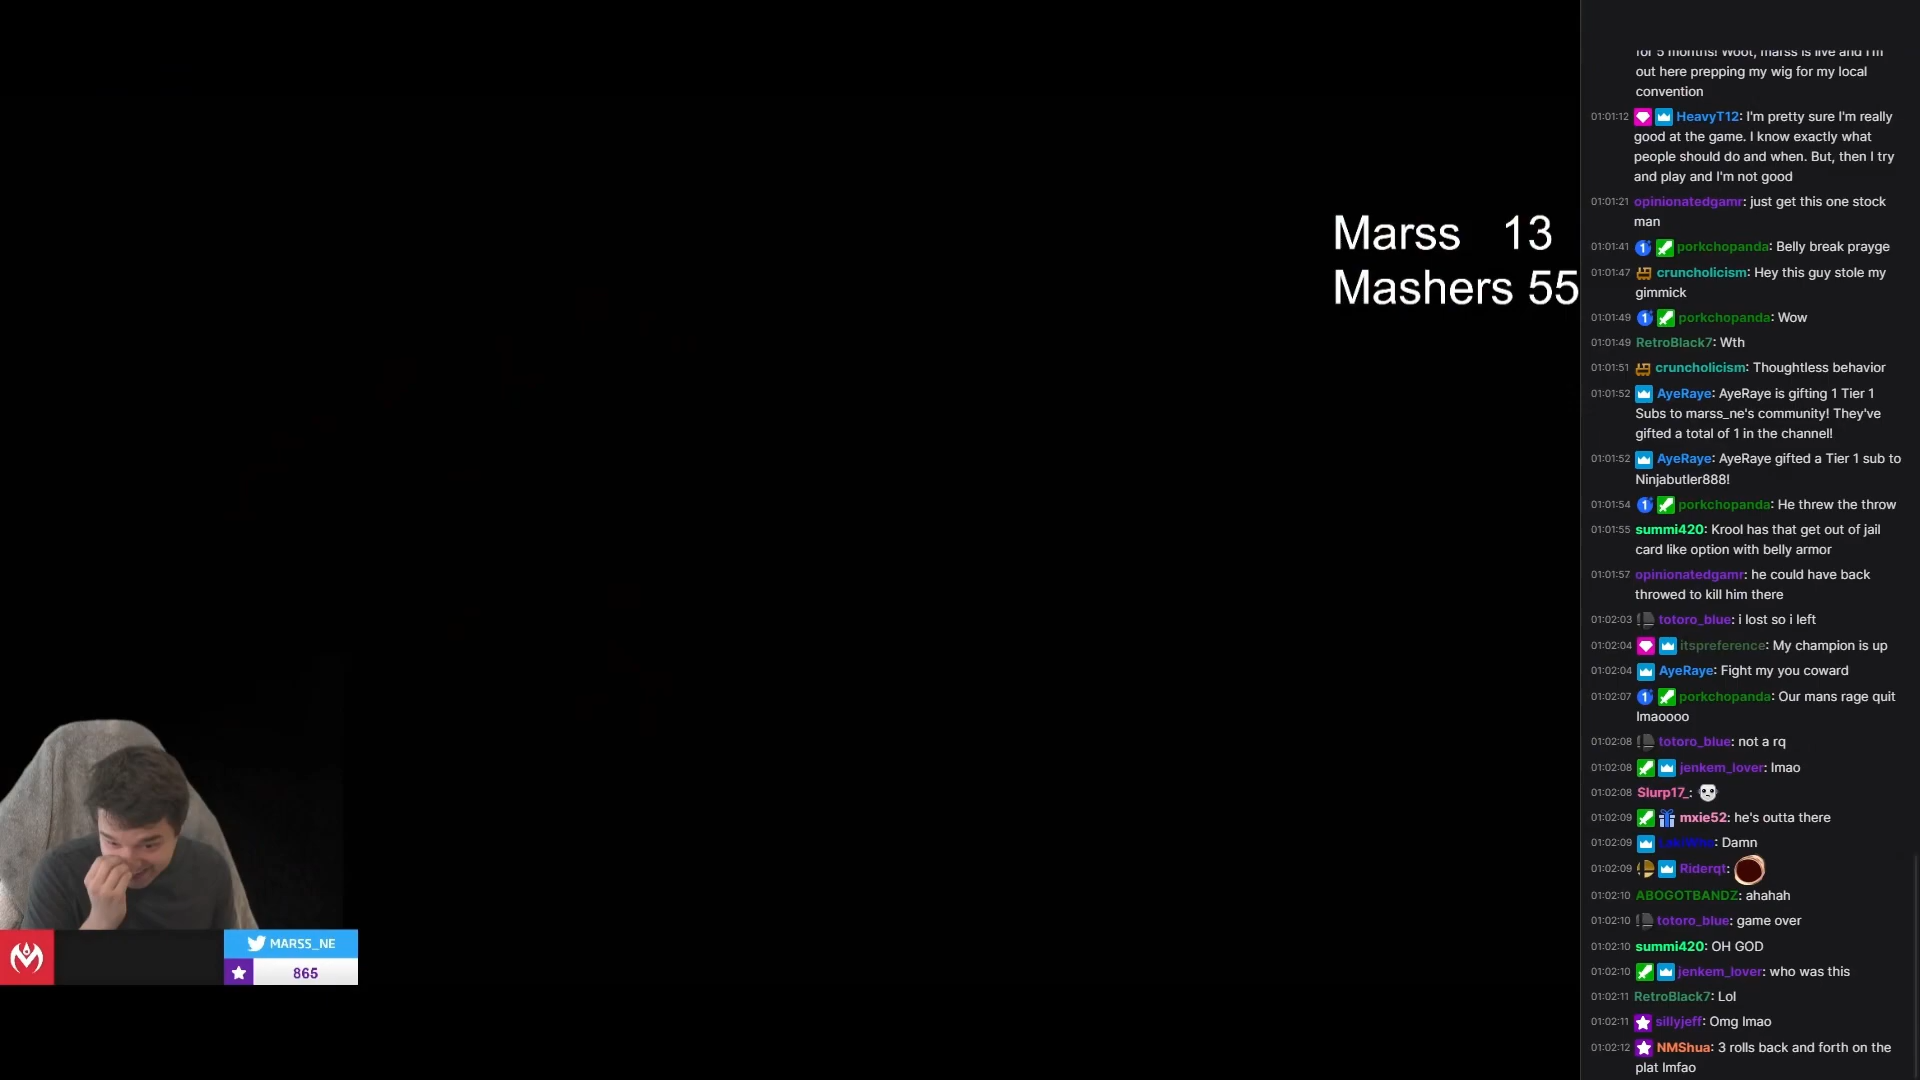 Marss 13
Mashers 55
MARSS_NE
865
for 5 months! Woot, marss is live and I'm
out here prepping my wig for my local
convention
01:01:12 HeavyT12: I'm pretty sure I'm really
good at the game. I know exactly what
people should do and when. But, then I try
and play and I'm not good
01:01:21 opinionatedgamr: just get this one stock
man
01:01:41 porkchopanda: Belly break prayge
01:01:47 cruncholicism: Hey this guy stole my
gimmick
01:01:49 porkchopanda: Wow
01:01:49 RetroBlack7: Wth
01:01:51 cruncholicism: Thoughtless behavior
01:01:52 AyeRaye: AyeRaye is gifting 1 Tier 1
Subs to marss_ne's community! They've
gifted a total of 1 in the channel!
01:01:52 AyeRaye: AyeRaye gifted a Tier 1 sub to
Ninjabutler888!
01:01:54 porkchopanda: He threw the throw
01:01:55 summi420: Krool has that get out of jail
card like option with belly armor
01:01:57 opinionatedgamr: he could have back
throwed to kill him there
01:02:03 totoro_blue: i lost so i left
01:02:04 itspreference: My champion is up
01:02:04 AyeRaye: Fight my you coward
01:02:07 porkchopanda: Our mans rage quit
lmaoooo
01:02:08 totoro_blue: not a rq
01:02:08 jenkem_lover: lmao
01:02:08 Slurp17_:
01:02:09 mxie52: he's outta there
01:02:09 : Damn
01:02:09 Riderqt:
01:02:10 ABOGOTBANDZ: ahahah
01:02:10 totoro_blue: game over
01:02:10 summi420: OH GOD
01:02:10 jenkem_lover: who was this
01:02:11 RetroBlack7: Lol
01:02:11 sillyjeff: Omg lmao
01:02:12 NMShua: 3 rolls back and forth on the
plat lmfao